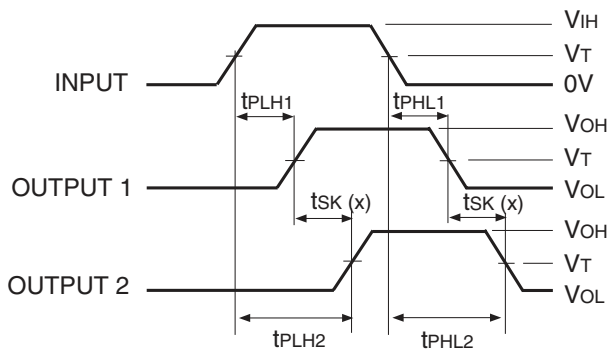 VIH
VT
INPUT
0V
tPLH1
tPHL1
VOH
VT
OUTPUT 1
VOL
tSK (x)
tSK (x)
VOH
VT
OUTPUT 2
VOL
tPLH2
tPHL2